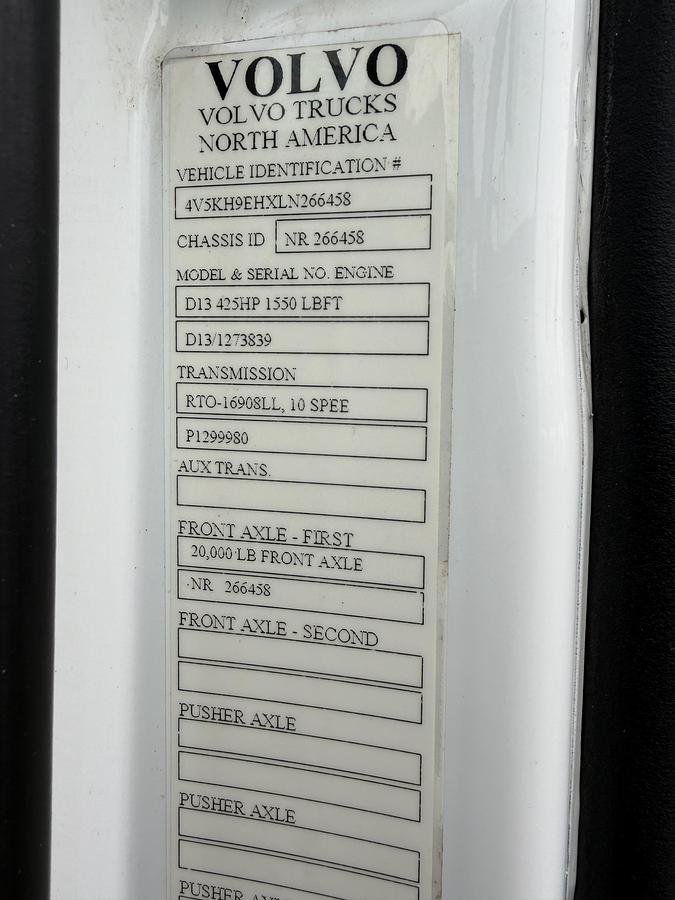 VOLVO
VOLVO TRUCKS
NORTH AMERICA
VEHICLE IDENTIFICATION #
4V5KH9EHXLN266458
CHASSIS ID NR 266458
MODEL & SERIAL NO. ENGINE
D13 425HP 1550 LBFT
D13/1273839
TRANSMISSION
RTO-16908LL, 10 SPEE
P1299980
AUX TRANS.
FRONT AXLE - FIRST
20,000 LB FRONT AXLE
NR 266458
FRONT AXLE - SECOND
PUSHER AXLE
PUSHER AXLE
PUSHER